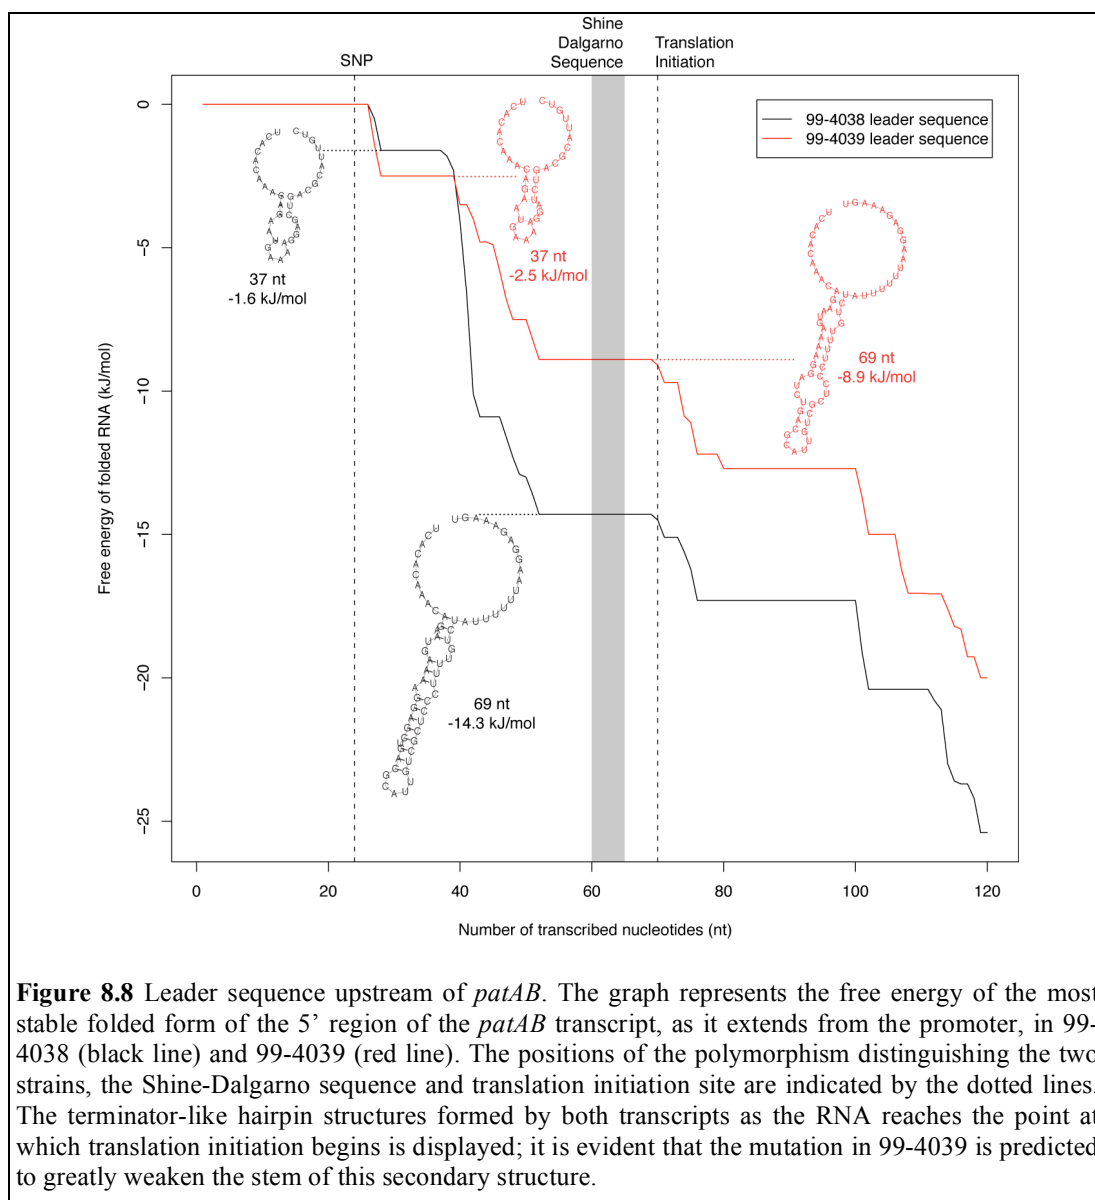 Shine
Dalgarno
Sequence
Translation
Initiation
SNP
99-4038 leader sequence
99-4039 leader sequence
37 nt
-1.6 kJ/mol
37 nt
-2.5 kJ/mol
69 nt
-8.9 kJ/mol
69 nt
-14.3 kJ/mol
Free energy of folded RNA (kJ/mol)
0
-5
-10
-15
-20
-25
0 20 40 60 80 100 120
Number of transcribed nucleotides (nt)
Figure 8.8 Leader sequence upstream of patAB. The graph represents the free energy of the most
stable folded form of the 5’ region of the patAB transcript, as it extends from the promoter, in 99-
4038 (black line) and 99-4039 (red line). The positions of the polymorphism distinguishing the two
strains, the Shine-Dalgarno sequence and translation initiation site are indicated by the dotted lines.
The terminator-like hairpin structures formed by both transcripts as the RNA reaches the point at
which translation initiation begins is displayed; it is evident that the mutation in 99-4039 is predicted
to greatly weaken the stem of this secondary structure.